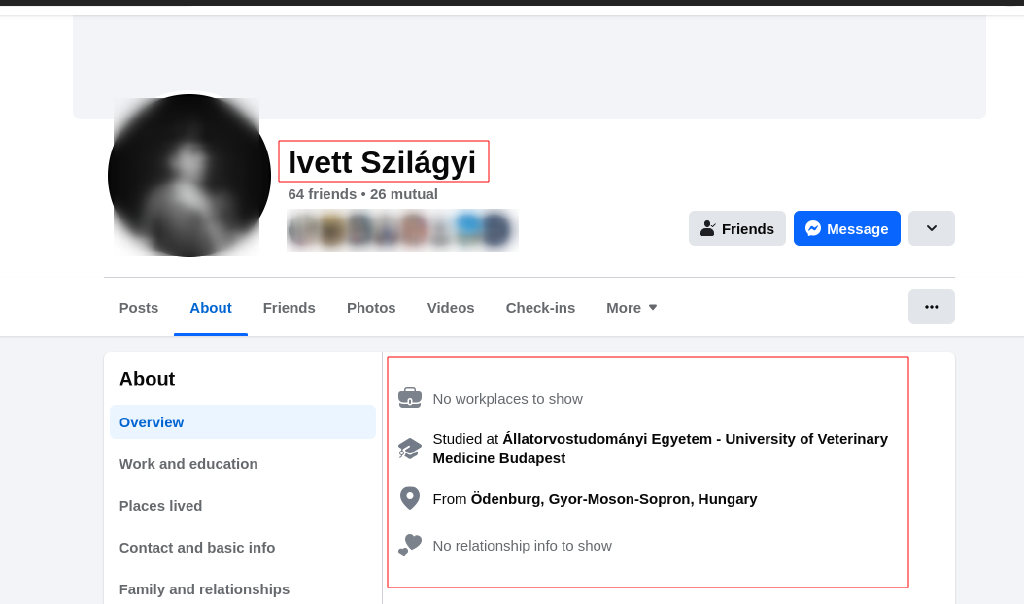 Ivett Szilágyi
64 friends • 26 mutual
Friends
Message
Posts
About
Friends
Photos
Videos
Check-ins
More
About
Overview
Work and education
Places lived
Contact and basic info
Family and relationships
No workplaces to show
Studied at Állatorvostudományi Egyetem - University of Veterinary
Medicine Budapest
From Ödenburg, Gyor-Moson-Sopron, Hungary
No relationship info to show